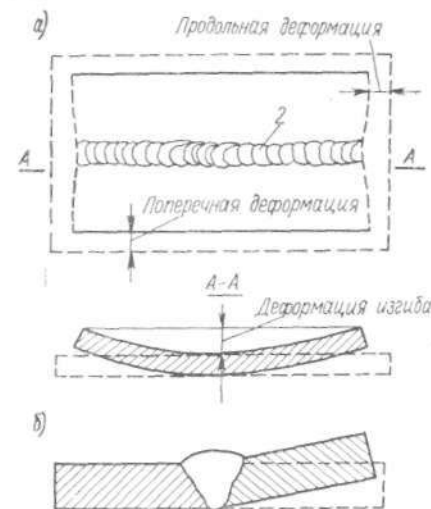 а)
Продольная деформация
2
А
А
Поперечная деформация
А-А
Деформация изгиба
б)